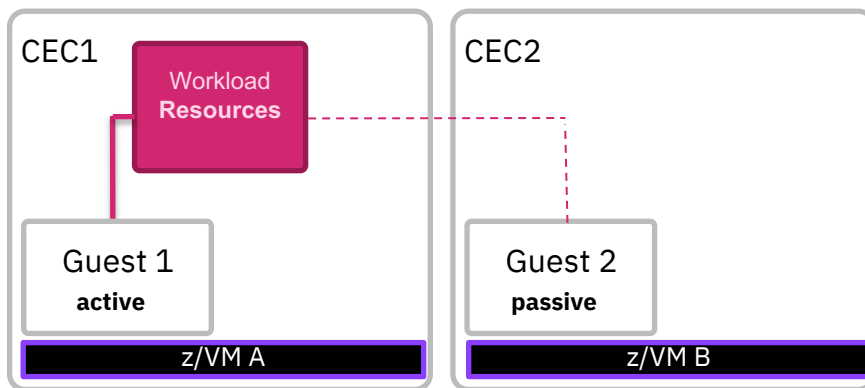 CEC1
Workload
Resources
Guest 1
active
z/VM A
CEC2
Guest 2
passive
z/VM B